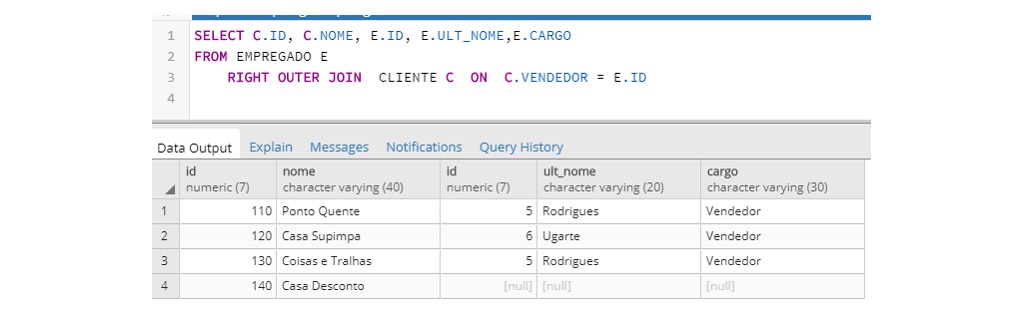 1 SELECT C.ID, C.NOME, E.ID, E.ULT_NOME,E.CARGO
2 FROM EMPREGADO E
3 RIGHT OUTER JOIN CLIENTE C ON C.VENDEDOR = E.ID
4
Data Output Explain Messages Notifications Query History
id nome id ult_nome cargo
numeric (7) character varying (40) numeric (7) character varying (20) character varying (30)
1 110 Ponto Quente 5 Rodrigues Vendedor
2 120 Casa Supimpa 6 Ugarte Vendedor
3 130 Coisas e Tralhas 5 Rodrigues Vendedor
4 140 Casa Desconto [null] [null] [null]